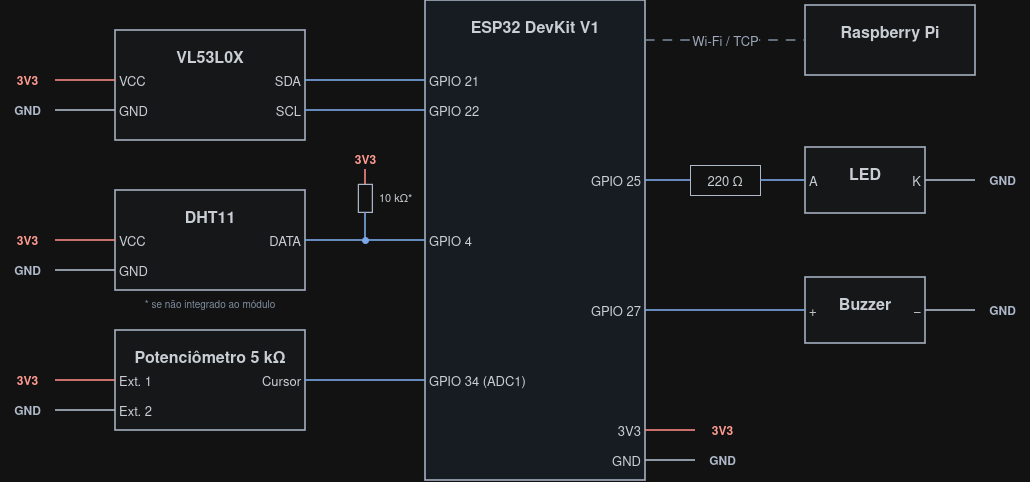 ESP32 DevKit V1
Wi-Fi / TCP
Raspberry Pi
VL53L0X
3V3
VCC
SDA
GPIO 21
GND
GND
SCL
GPIO 22
3V3
10 kΩ*
GPIO 25
220 Ω
LED
A
K
GND
DHT11
3V3
VCC
DATA
GPIO 4
GND
GND
* se não integrado ao módulo
GPIO 27
Buzzer
+
−
GND
Potenciômetro 5 kΩ
3V3
Ext. 1
Cursor
GPIO 34 (ADC1)
GND
Ext. 2
3V3
3V3
GND
GND